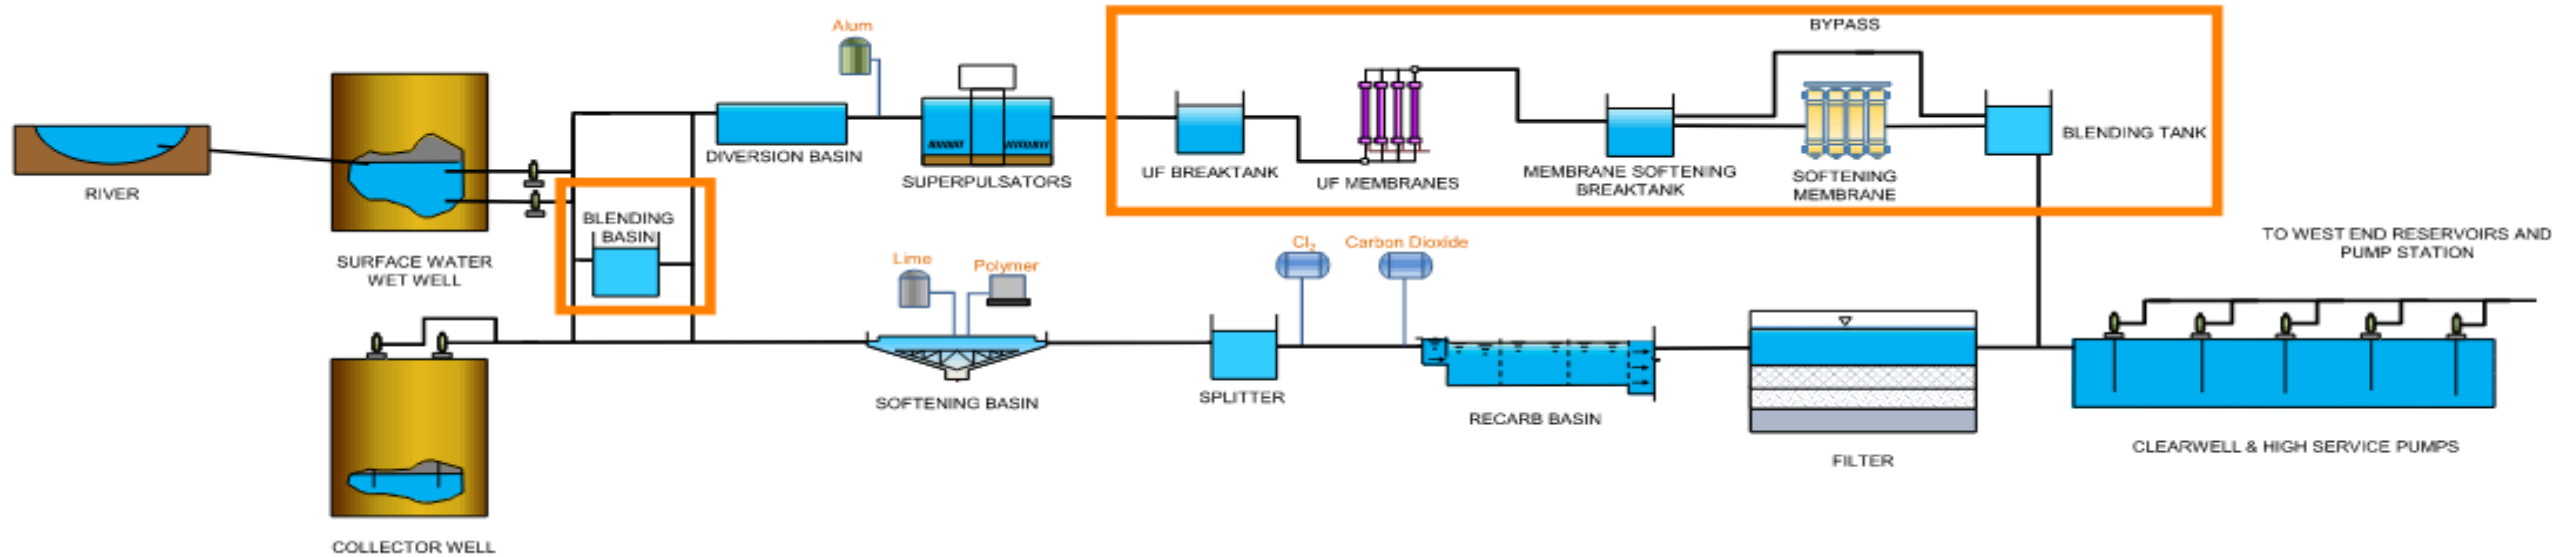 BYPASS
Alum
BLENDING TANK
DIVERSION BASIN
SUPERPULSATORS
UF BREAKTANK
UF MEMBRANES
MEMBRANE SOFTENING
BREAKTANK
SOFTENING
MEMBRANE
RIVER
BLENDING
BASIN
SURFACE WATER
WET WELL
Lime
Polymer
Cl₂
Carbon Dioxide
TO WEST END RESERVOIRS AND
PUMP STATION
SOFTENING BASIN
SPLITTER
RECARB BASIN
FILTER
CLEARWELL & HIGH SERVICE PUMPS
COLLECTOR WELL